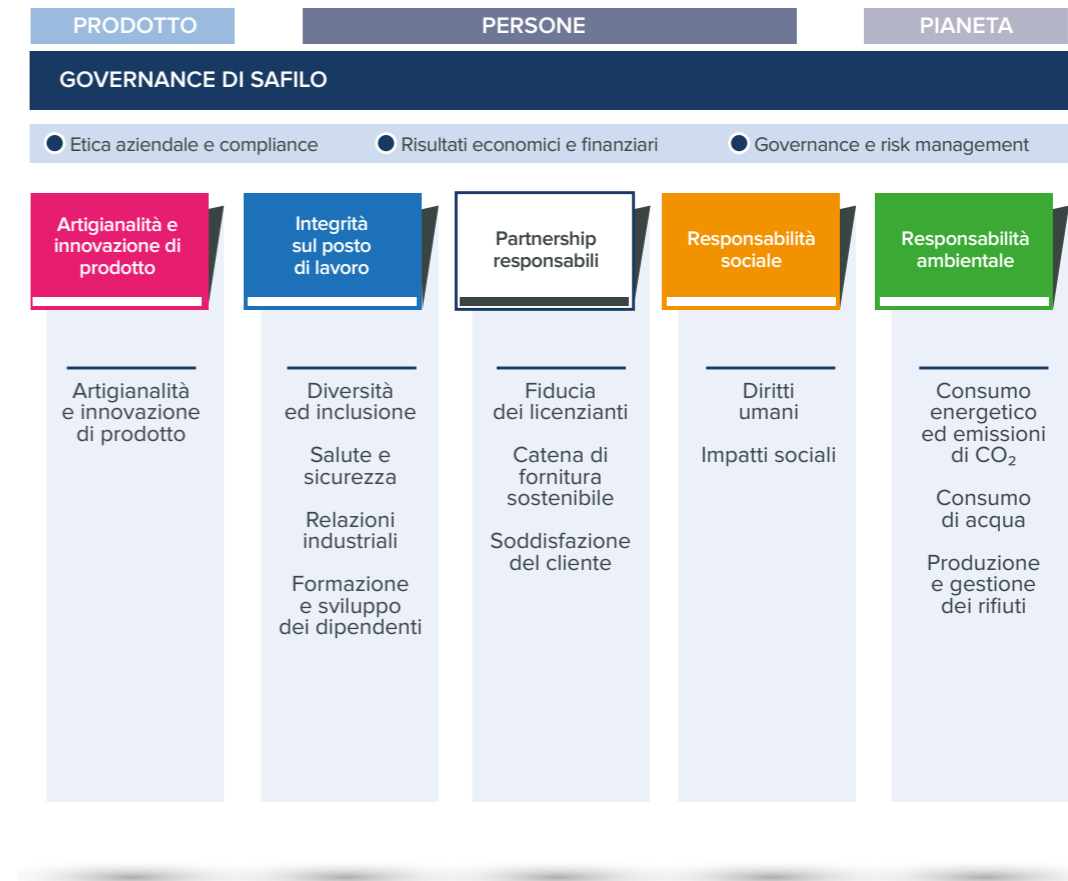 PRODOTTO
PERSONE
PIANETA
GOVERNANCE DI SAFILO
Etica aziendale e compliance
Risultati economici e finanziari
Governance e risk management
Artigianalità e
innovazione di
prodotto
Integrità
sul posto
di lavoro
Partnership
responsabili
Responsabilità
sociale
Responsabilità
ambientale
Artigianalità
e innovazione
di prodotto
Diversità
ed inclusione
Salute e
sicurezza
Relazioni
industriali
Formazione
e sviluppo
dei dipendenti
Fiducia
dei licenzianti
Catena di
fornitura
sostenibile
Soddisfazione
del cliente
Diritti
umani
Impatti sociali
Consumo
energetico
ed emissioni
di CO₂
Consumo
di acqua
Produzione
e gestione
dei rifiuti